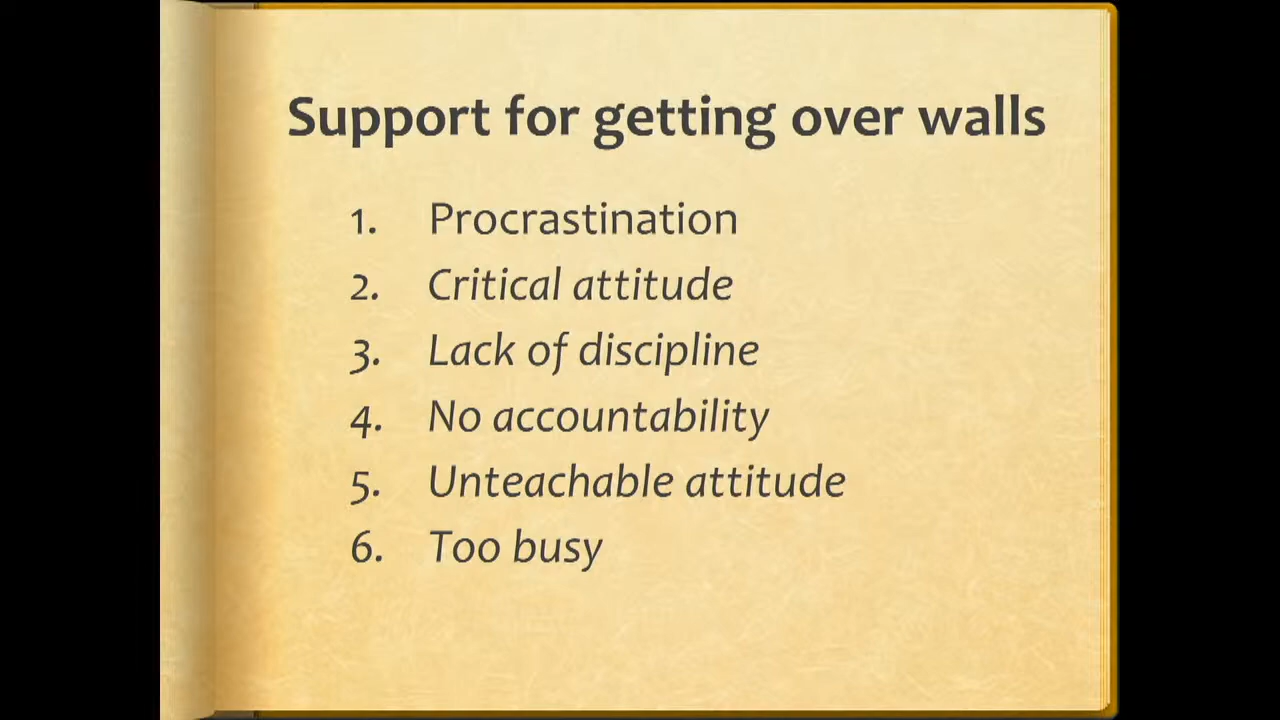 Support for getting over walls
1. Procrastination
2. Critical attitude
3. Lack of discipline
4. No accountability
5. Unteachable attitude
6. Too busy